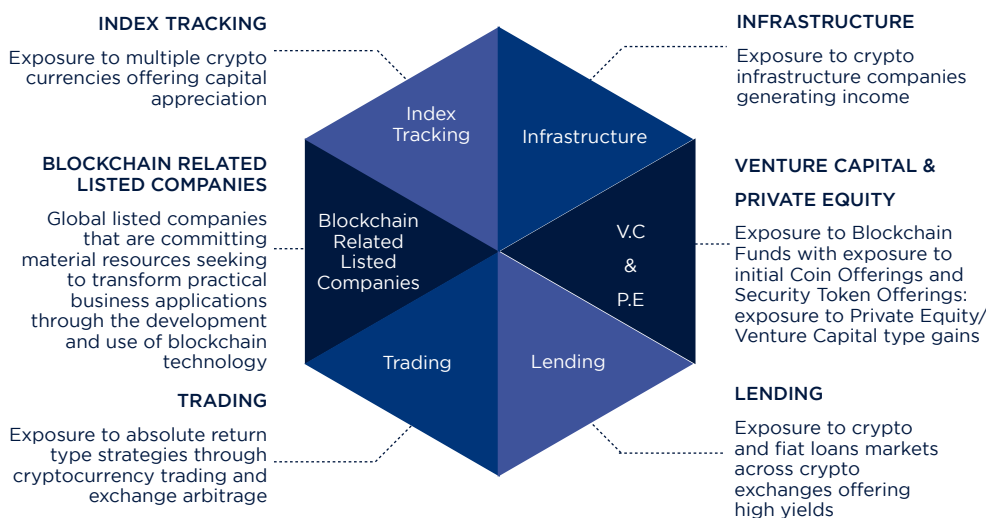 INDEX TRACKING
Exposure to multiple crypto
currencies offering capital
appreciation
BLOCKCHAIN RELATED
LISTED COMPANIES
Global listed companies
that are committing
material resources seeking
to transform practical
business applications
through the development
and use of blockchain
technology
TRADING
Exposure to absolute return
type strategies through
cryptocurrency trading and
exchange arbitrage
Index
Tracking
Infrastructure
Blockchain
Related
Listed
Companies
V.C
&
P.E
Trading
Lending
INFRASTRUCTURE
Exposure to crypto
infrastructure companies
generating income
VENTURE CAPITAL &
PRIVATE EQUITY
Exposure to Blockchain
Funds with exposure to
initial Coin Offerings and
Security Token Offerings:
exposure to Private Equity/
Venture Capital type gains
LENDING
Exposure to crypto
and fiat loans markets
across crypto
exchanges offering
high yields